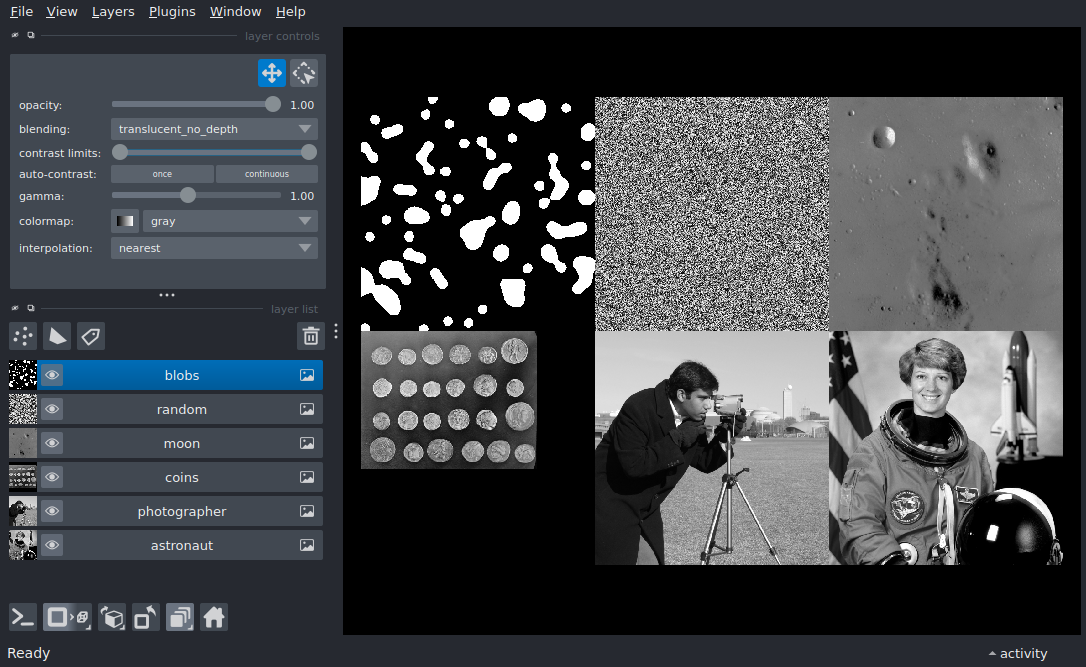 File View Layers Plugins Window Help
layer controls
opacity: 1.00
blending: translucent_no_depth
contrast limits:
auto-contrast: once continuous
gamma: 1.00
colormap: gray
interpolation: nearest
layer list
blobs
random
moon
coins
photographer
astronaut
Ready activity